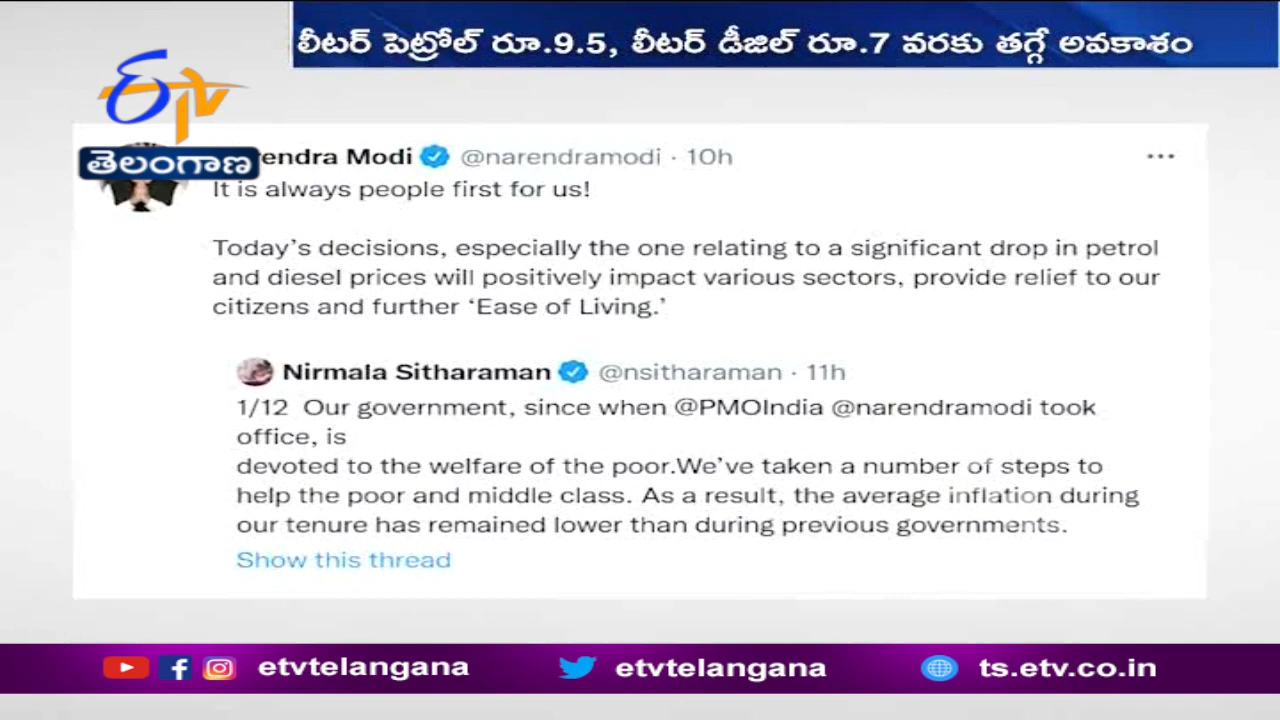 లీటర్ పెట్రోల్ రూ.9.5, లీటర్ డీజిల్ రూ.7 వరకు తగ్గే అవకాశం
ETV
తెలంగాణ
rendra Modi @narendramodi · 10h
It is always people first for us!
Today's decisions, especially the one relating to a significant drop in petrol
and diesel prices will positively impact various sectors, provide relief to our
citizens and further ‘Ease of Living.’
Nirmala Sitharaman @nsitharaman · 11h
1/12 Our government, since when @PMOIndia @narendramodi took
office, is
devoted to the welfare of the poor.We've taken a number of steps to
help the poor and middle class. As a result, the average inflation during
our tenure has remained lower than during previous governments.
Show this thread
etvtelangana
etvtelangana
ts.etv.co.in